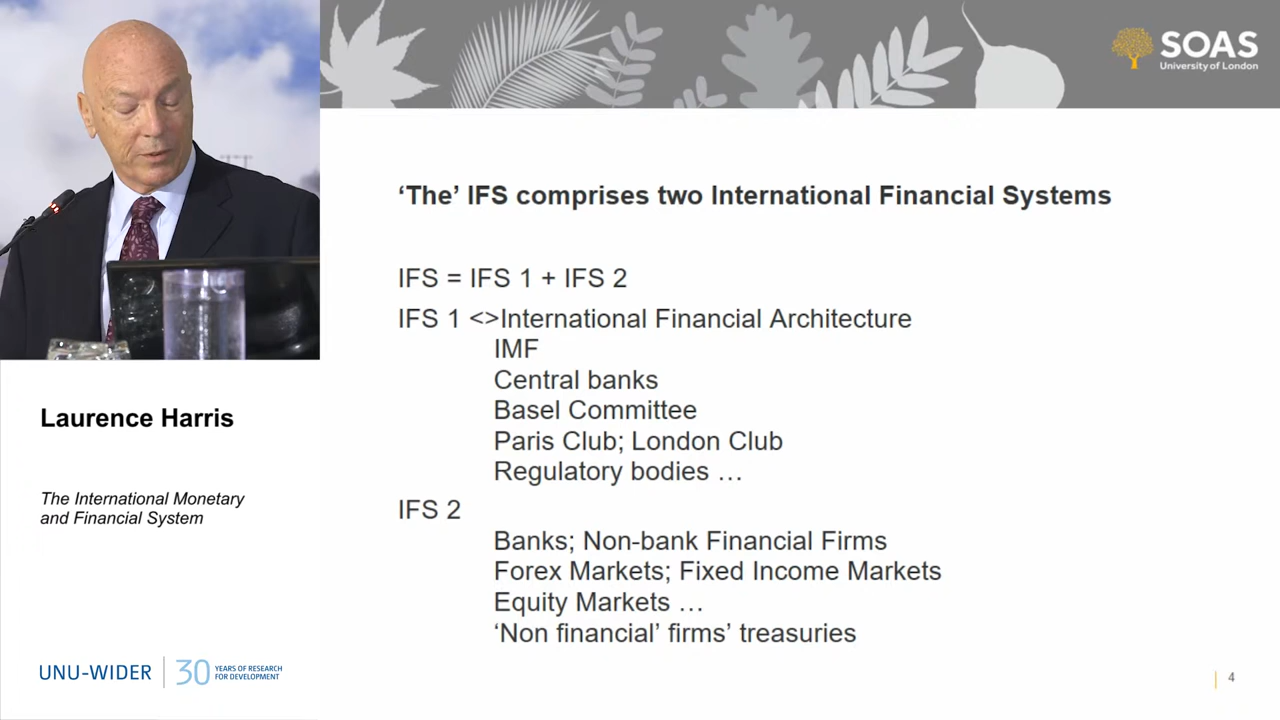 SOAS
University of London
‘The’ IFS comprises two International Financial Systems
IFS = IFS 1 + IFS 2
IFS 1 <>International Financial Architecture
IMF
Central banks
Basel Committee
Paris Club; London Club
Regulatory bodies …
IFS 2
Banks; Non-bank Financial Firms
Forex Markets; Fixed Income Markets
Equity Markets …
‘Non financial’ firms’ treasuries
4
Laurence Harris
The International Monetary
and Financial System
UNU-WIDER
30 YEARS OF RESEARCH
FOR DEVELOPMENT